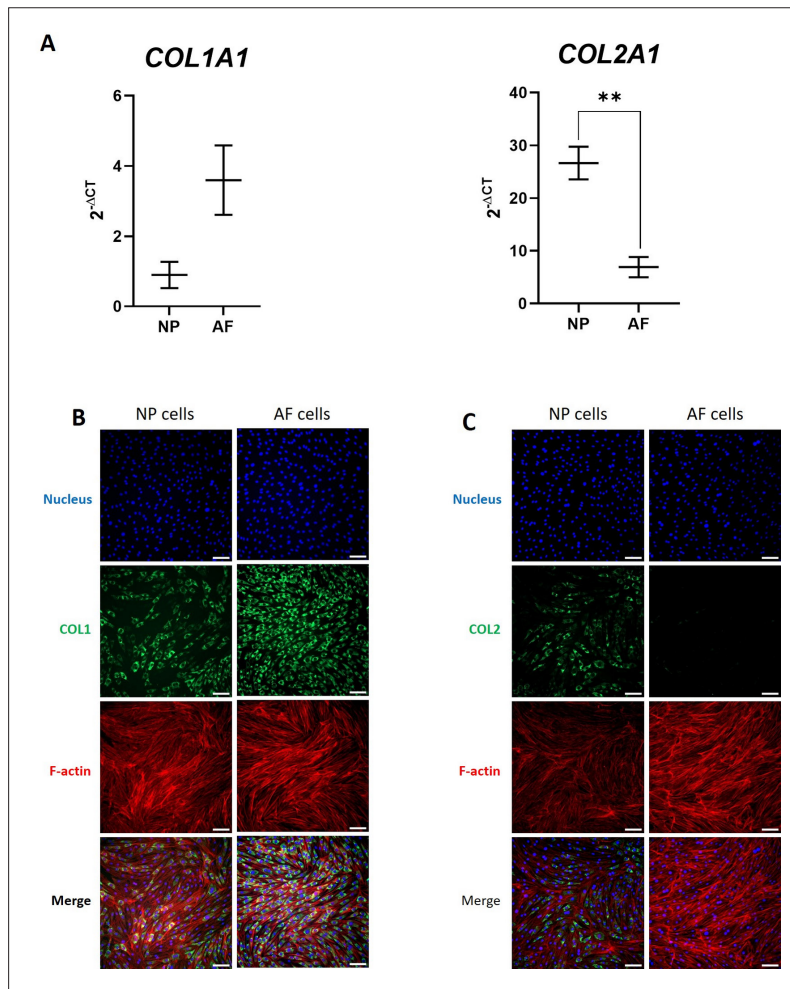 A
COL1A1
6
4
2
0
2^-ΔCT
NP AF
COL2A1
**
40
30
20
10
0
2^-ΔCT
NP AF
B
NP cells AF cells
Nucleus
COL1
F-actin
Merge
C
NP cells AF cells
Nucleus
COL2
F-actin
Merge